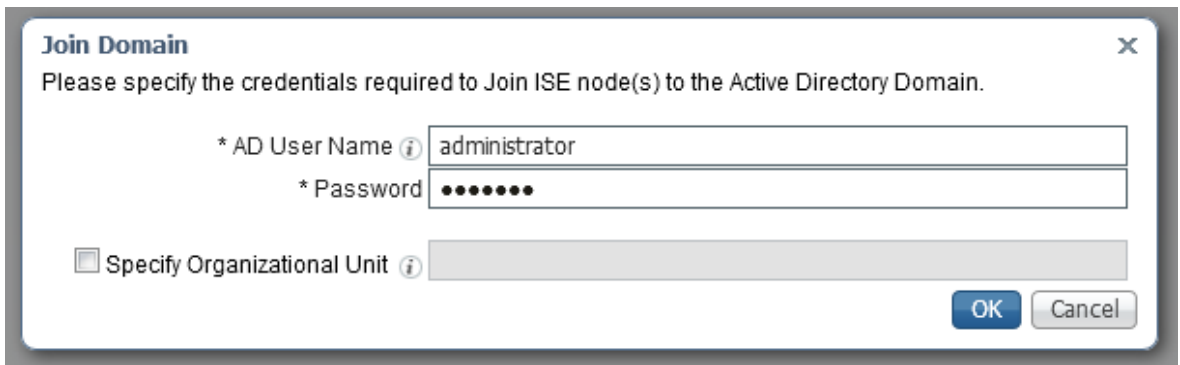 Join Domain
Please specify the credentials required to Join ISE node(s) to the Active Directory Domain.
* AD User Name i administrator
* Password •••••••
Specify Organizational Unit i
OK Cancel